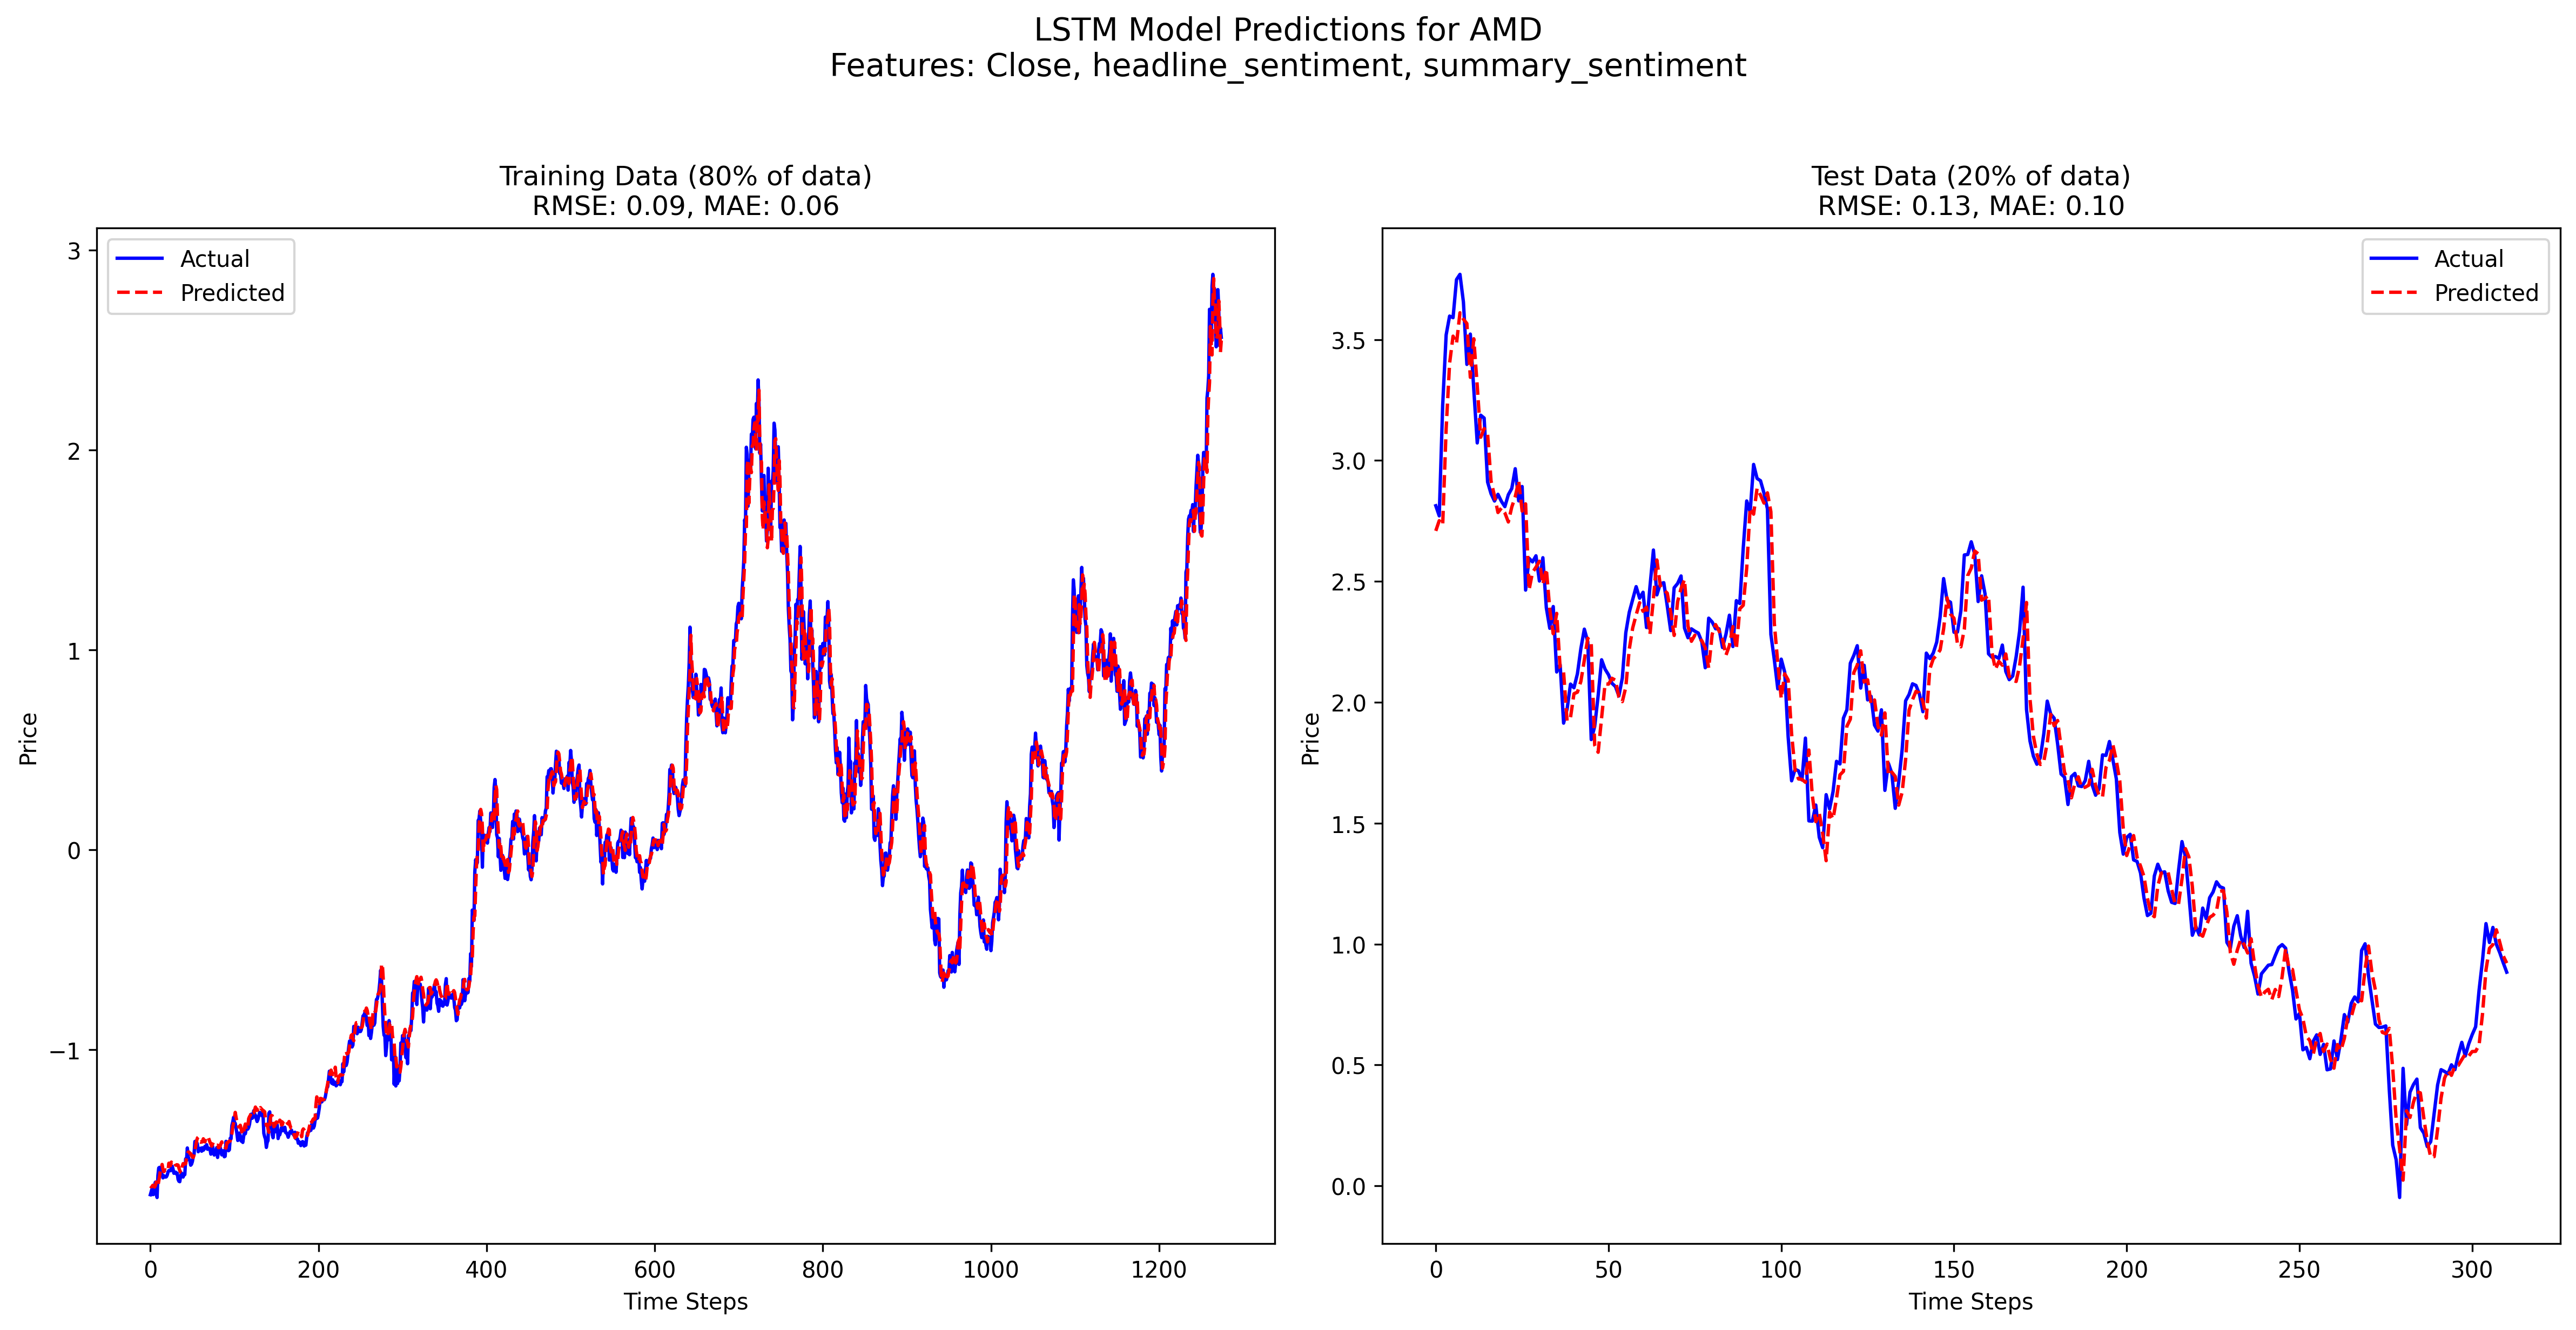 LSTM Model Predictions for AMD
Features: Close, headline_sentiment, summary_sentiment
Training Data (80% of data)
RMSE: 0.09, MAE: 0.06
Actual
Predicted
3
2
1
0
−1
Price
0
200
400
600
800
1000
1200
Time Steps
Test Data (20% of data)
RMSE: 0.13, MAE: 0.10
Actual
Predicted
3.5
3.0
2.5
2.0
1.5
1.0
0.5
0.0
Price
0
50
100
150
200
250
300
Time Steps